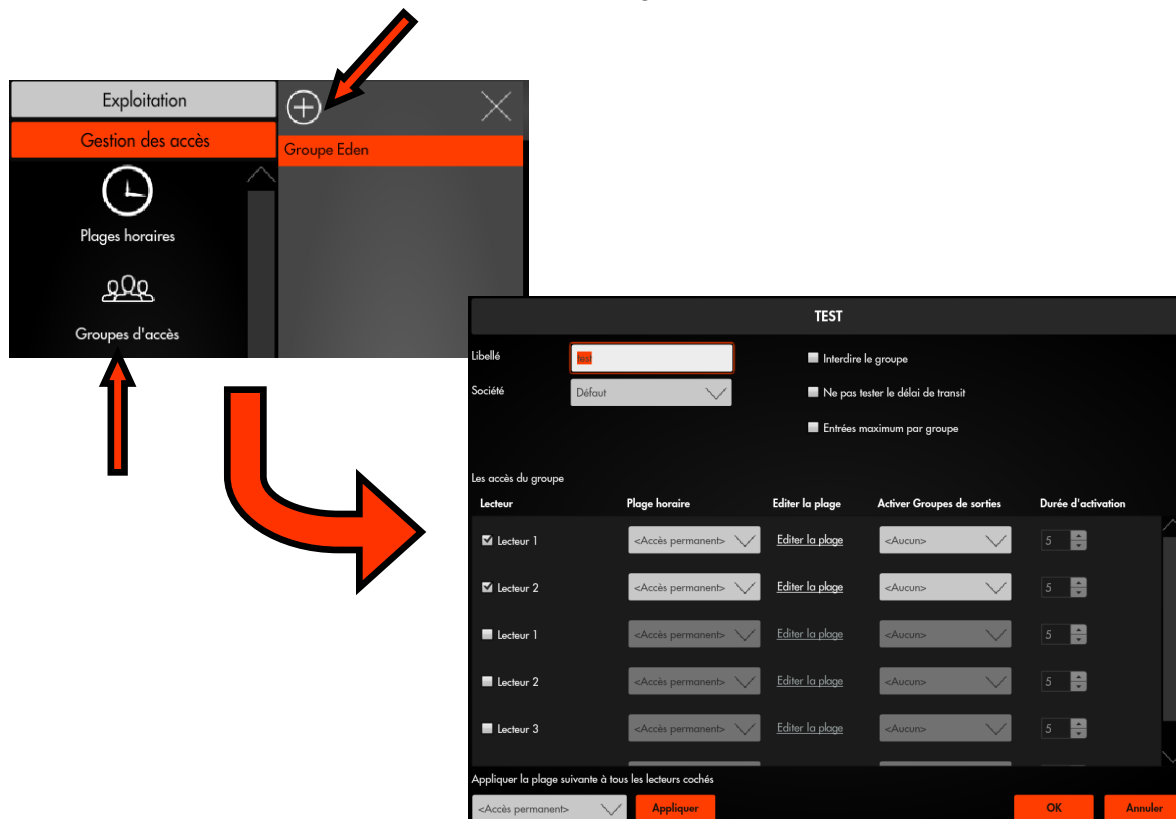 Exploitation
Gestion des accès
Groupe Eden
Plages horaires
Groupes d'accès
TEST
Libellé test Interdire le groupe
Société Défaut Ne pas tester le délai de transit
Entrées maximum par groupe
Les accès du groupe
Lecteur Plage horaire Editer la plage Activer Groupes de sorties Durée d'activation
Lecteur 1 <Accès permanent> Editer la plage <Aucun> 5
Lecteur 2 <Accès permanent> Editer la plage <Aucun> 5
Lecteur 1 <Accès permanent> Editer la plage <Aucun> 5
Lecteur 2 <Accès permanent> Editer la plage <Aucun> 5
Lecteur 3 <Accès permanent> Editer la plage <Aucun> 5
Appliquer la plage suivante à tous les lecteurs cochés
<Accès permanent> Appliquer OK Annuler